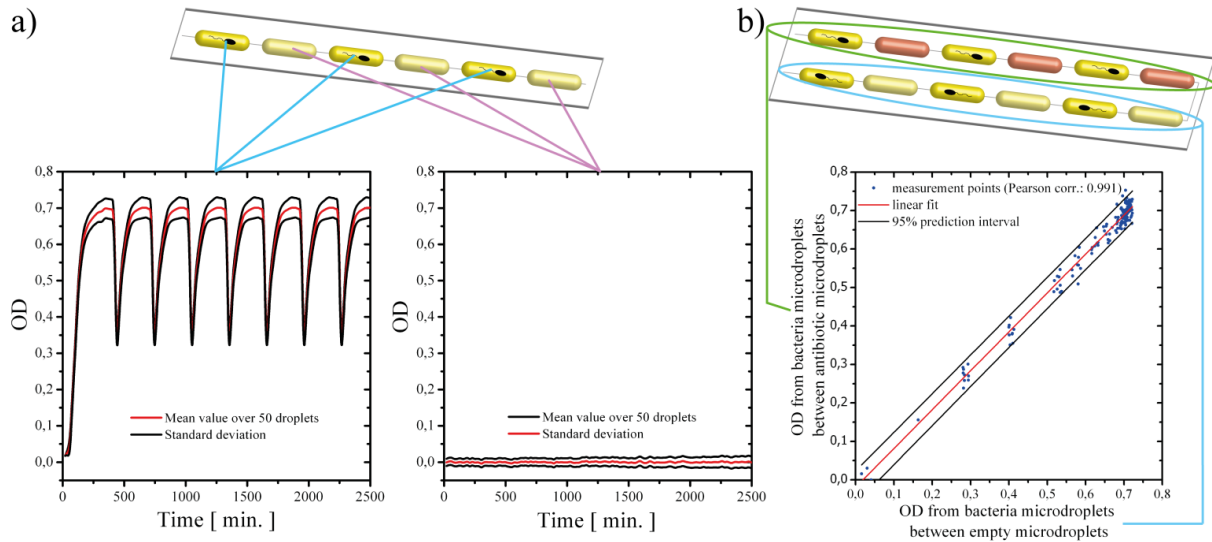 a)
b)
OD
0,8
0,7
0,6
0,5
0,4
0,3
0,2
0,1
0,0
Mean value over 50 droplets
Standard deviation
0 500 1000 1500 2000 2500
Time [ min. ]
OD
0,8
0,7
0,6
0,5
0,4
0,3
0,2
0,1
0,0
Mean value over 50 droplets
Standard deviation
0 500 1000 1500 2000 2500
Time [ min. ]
OD from bacteria microdroplets
between antibiotic microdroplets
0,8
0,7
0,6
0,5
0,4
0,3
0,2
0,1
0,0
measurement points (Pearson corr.: 0.991)
linear fit
95% prediction interval
0,0 0,1 0,2 0,3 0,4 0,5 0,6 0,7 0,8
OD from bacteria microdroplets
between empty microdroplets